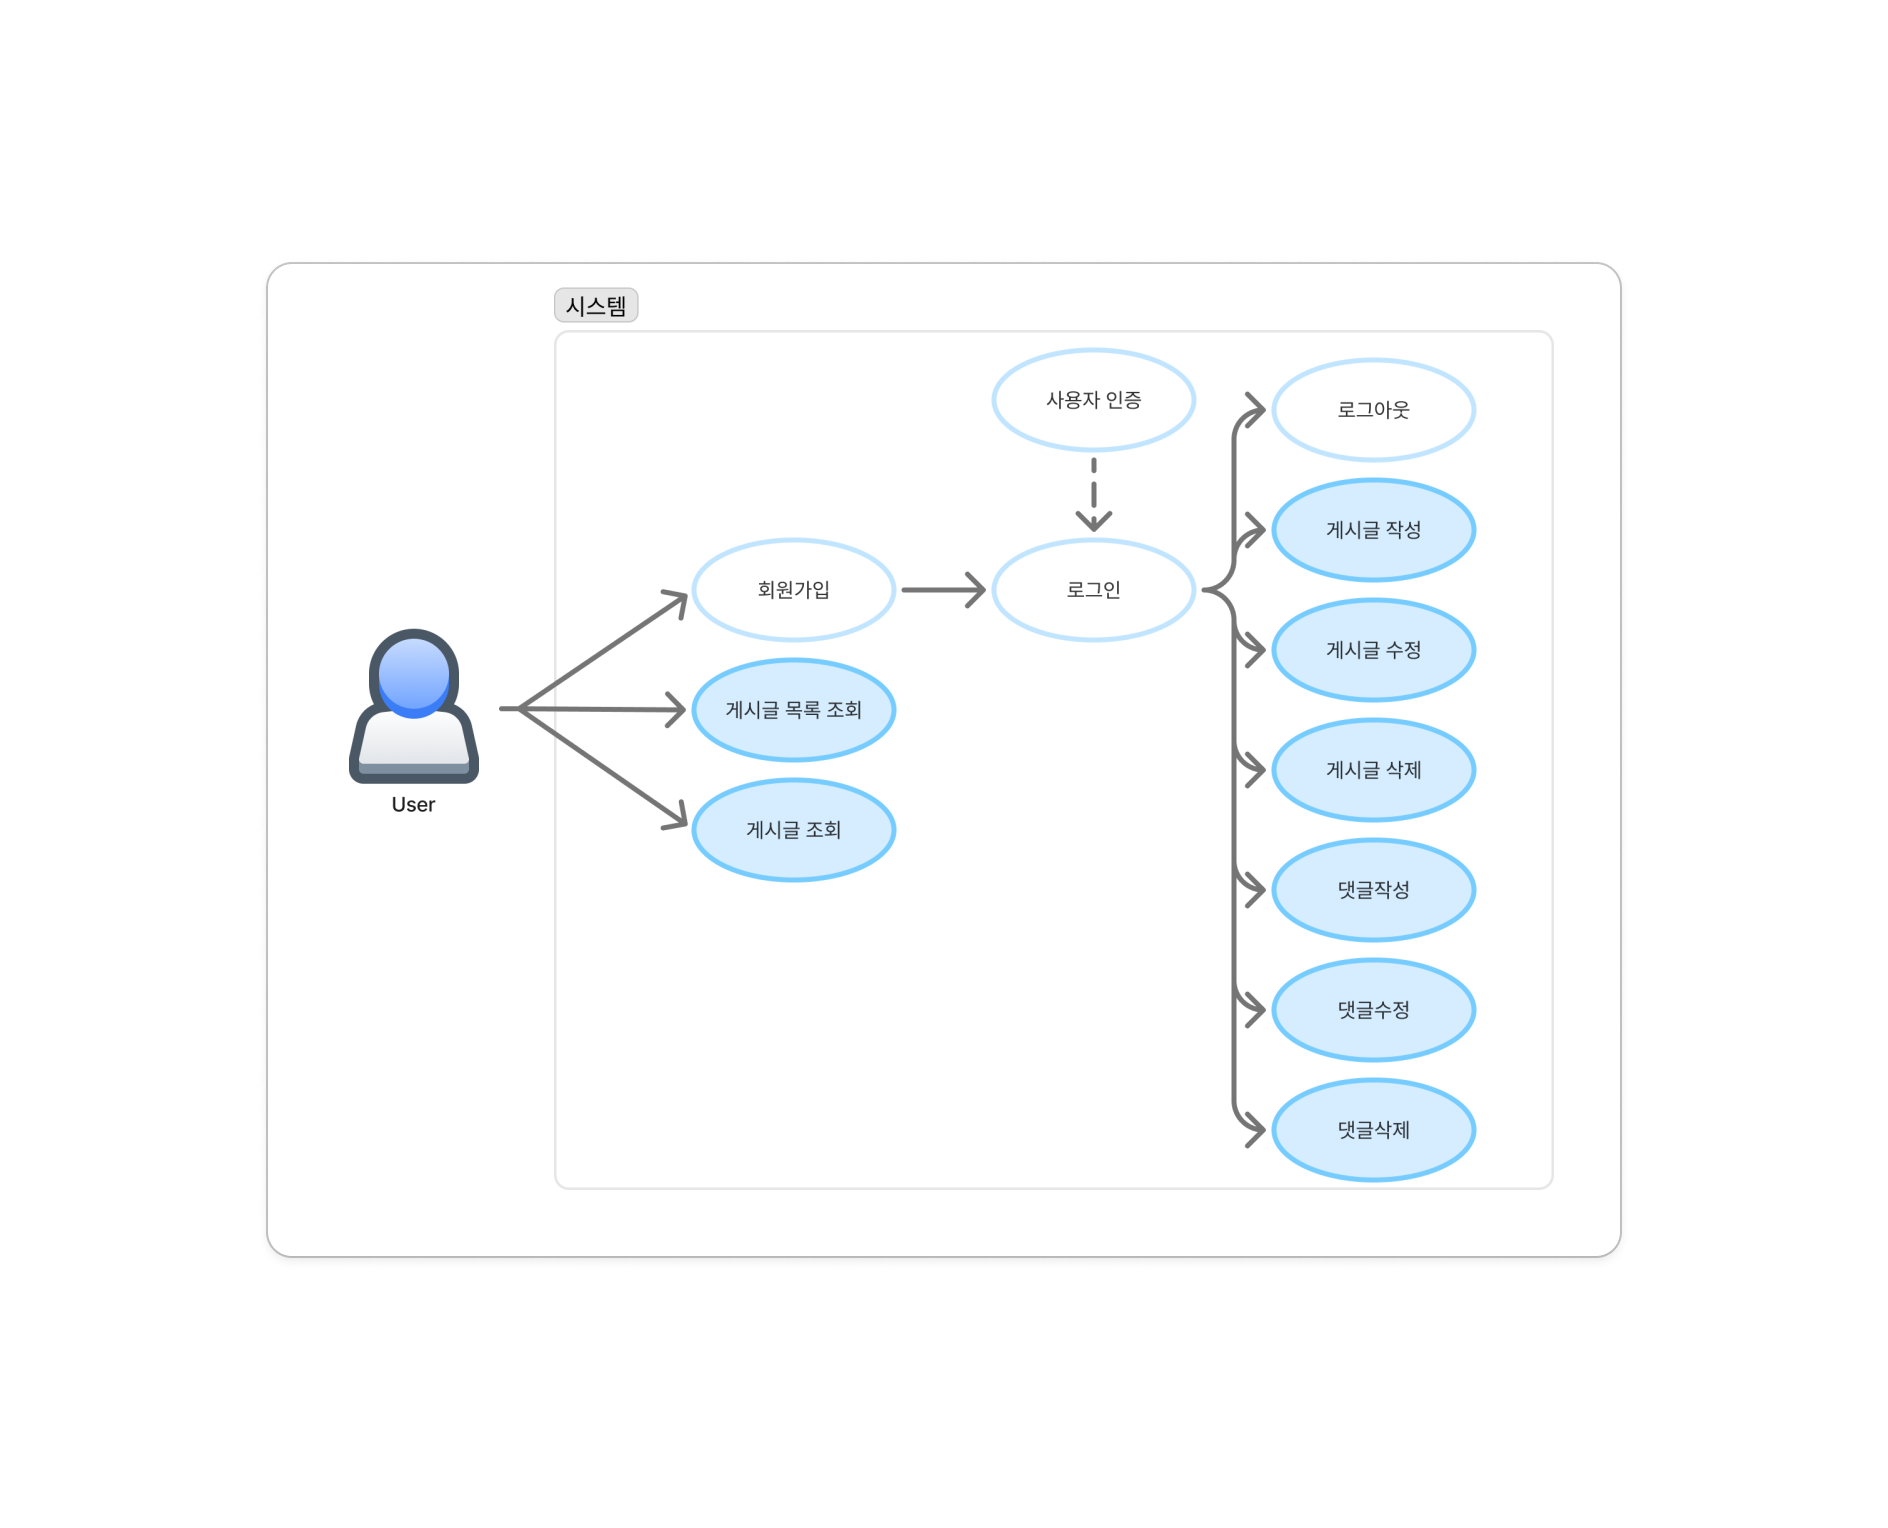 시스템
사용자 인증
로그아웃
게시글 작성
회원가입
로그인
게시글 수정
게시글 목록 조회
게시글 삭제
User
게시글 조회
댓글작성
댓글수정
댓글삭제